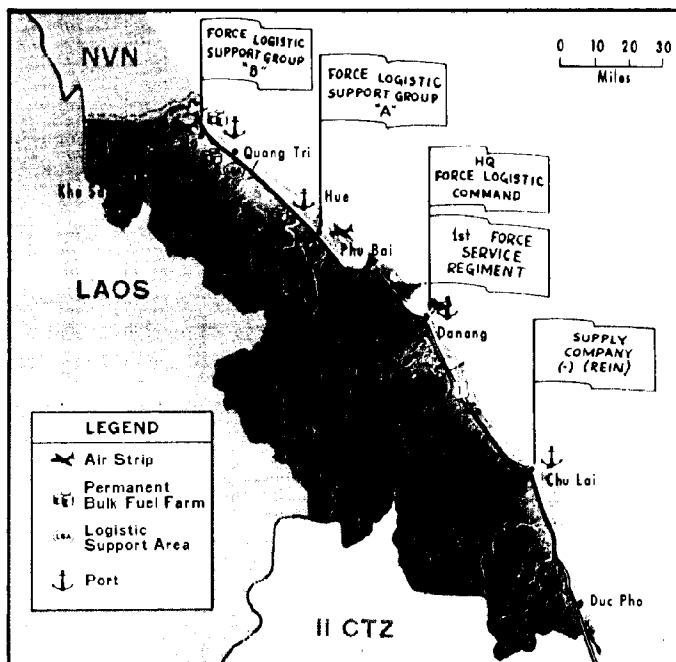 NVN
FORCE LOGISTIC
SUPPORT GROUP
"B"
FORCE LOGISTIC
SUPPORT GROUP
"A"
0 10 20 30
Miles
Quang Tri
HQ
FORCE LOGISTIC
COMMAND
Hue
Khe
1st FORCE
SERVICE
REGIMENT
Phu Bai
LAOS
Danang
SUPPLY
COMPANY
(-) (REIN)
LEGEND
Air Strip
Permanent
Bulk Fuel Farm
LSA
Logistic
Support Area
Port
Chu Lai
Duc Pho
II CTZ